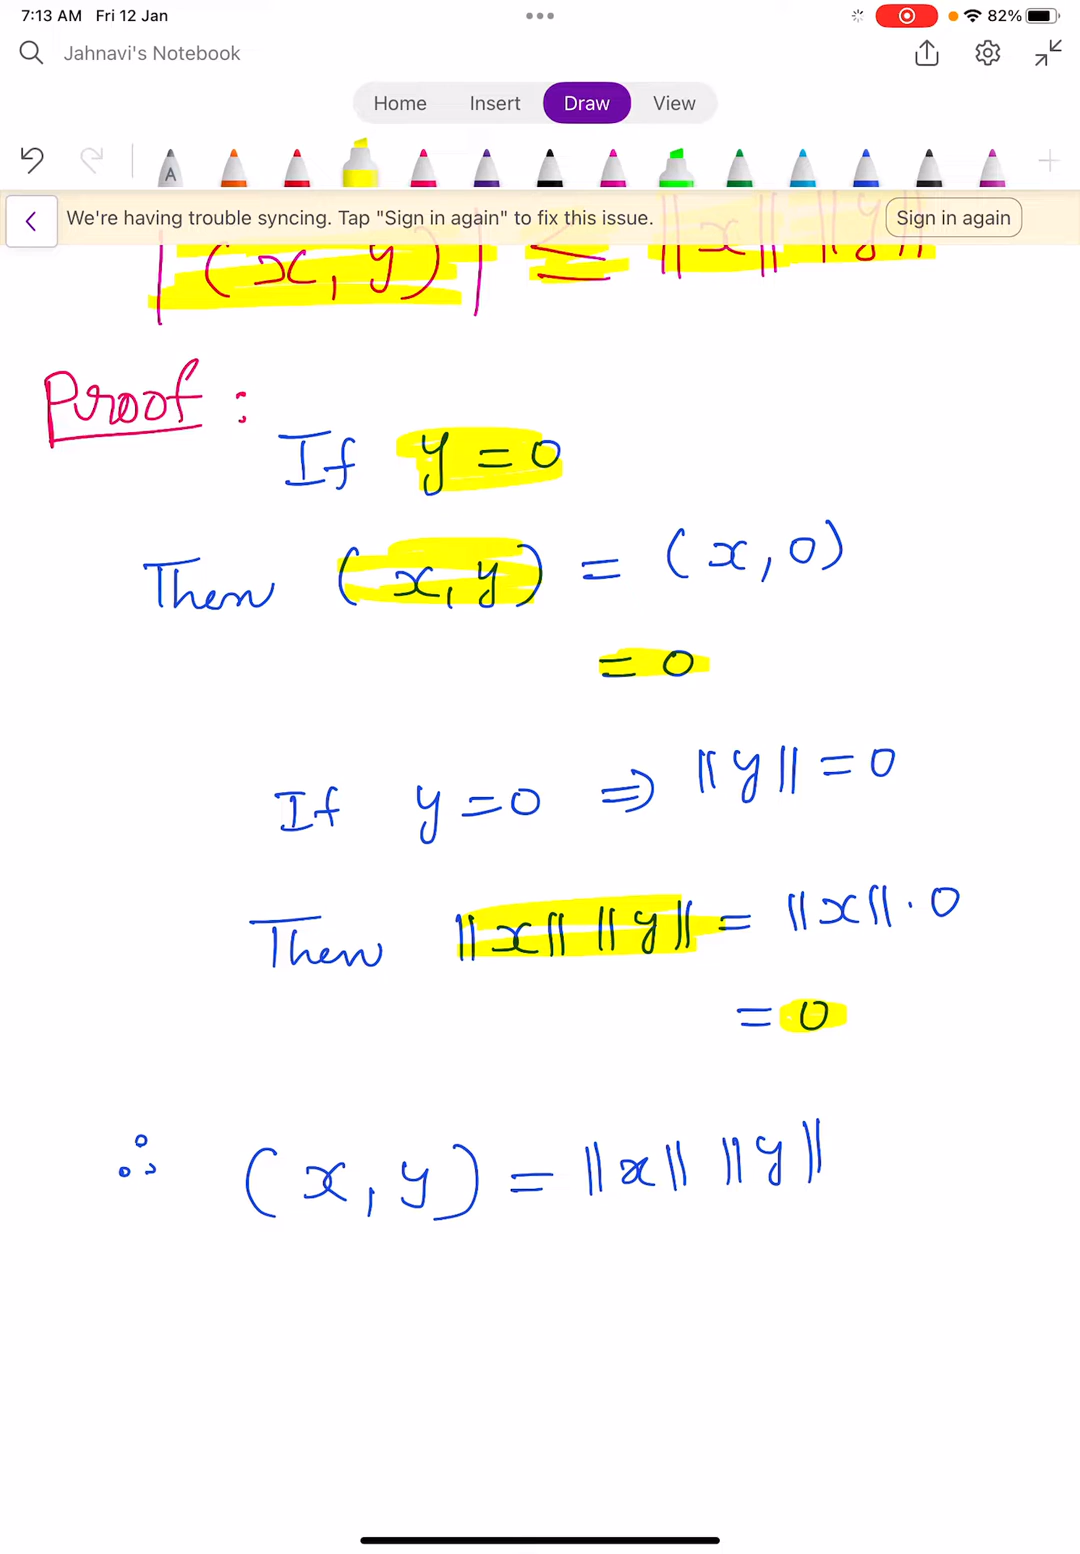 7:13 AM Fri 12 Jan 82%
Jahnavi's Notebook
Home Insert Draw View
A
We're having trouble syncing. Tap "Sign in again" to fix this issue. Sign in again
|(x, y)| ≤ ||x|| ||y||
Proof :
If y = 0
Then (x, y) = (x, 0)
= 0
If y = 0 ⇒ ||y|| = 0
Then ||x|| ||y|| = ||x|| . 0
= 0
∴ (x, y) = ||x|| ||y||